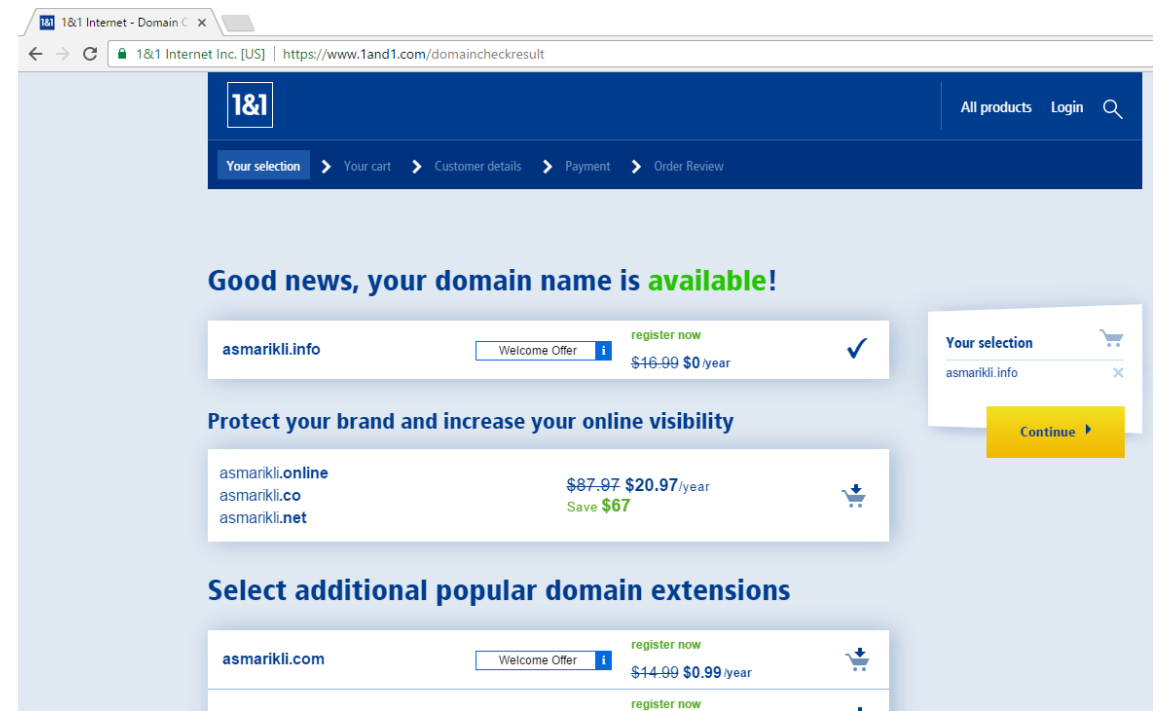 1&1 Internet - Domain C
1&1 Internet Inc. [US] | https://www.1and1.com/domaincheckresult
1&1
All products Login
Your selection Your cart Customer details Payment Order Review
Good news, your domain name is available!
asmarikli.info
Welcome Offer i
register now
$16.99 $0 /year
Your selection
asmarikli.info
Continue
Protect your brand and increase your online visibility
asmarikli.online
asmarikli.co
asmarikli.net
$87.97 $20.97/year
Save $67
Select additional popular domain extensions
asmarikli.com
Welcome Offer i
register now
$14.99 $0.99 /year
register now